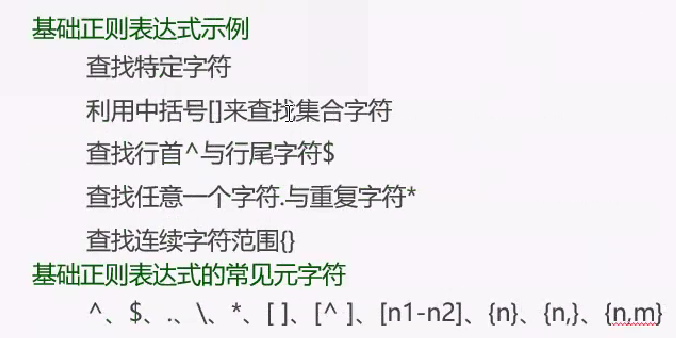 基础正则表达式示例
查找特定字符
利用中括号[]来查找集合字符
查找行首^与行尾字符$
查找任意一个字符.与重复字符*
查找连续字符范围{}
基础正则表达式的常见元字符
^、$、.、\、*、[ ]、[^ ]、[n1-n2]、{n}、{n,}、{n,m}